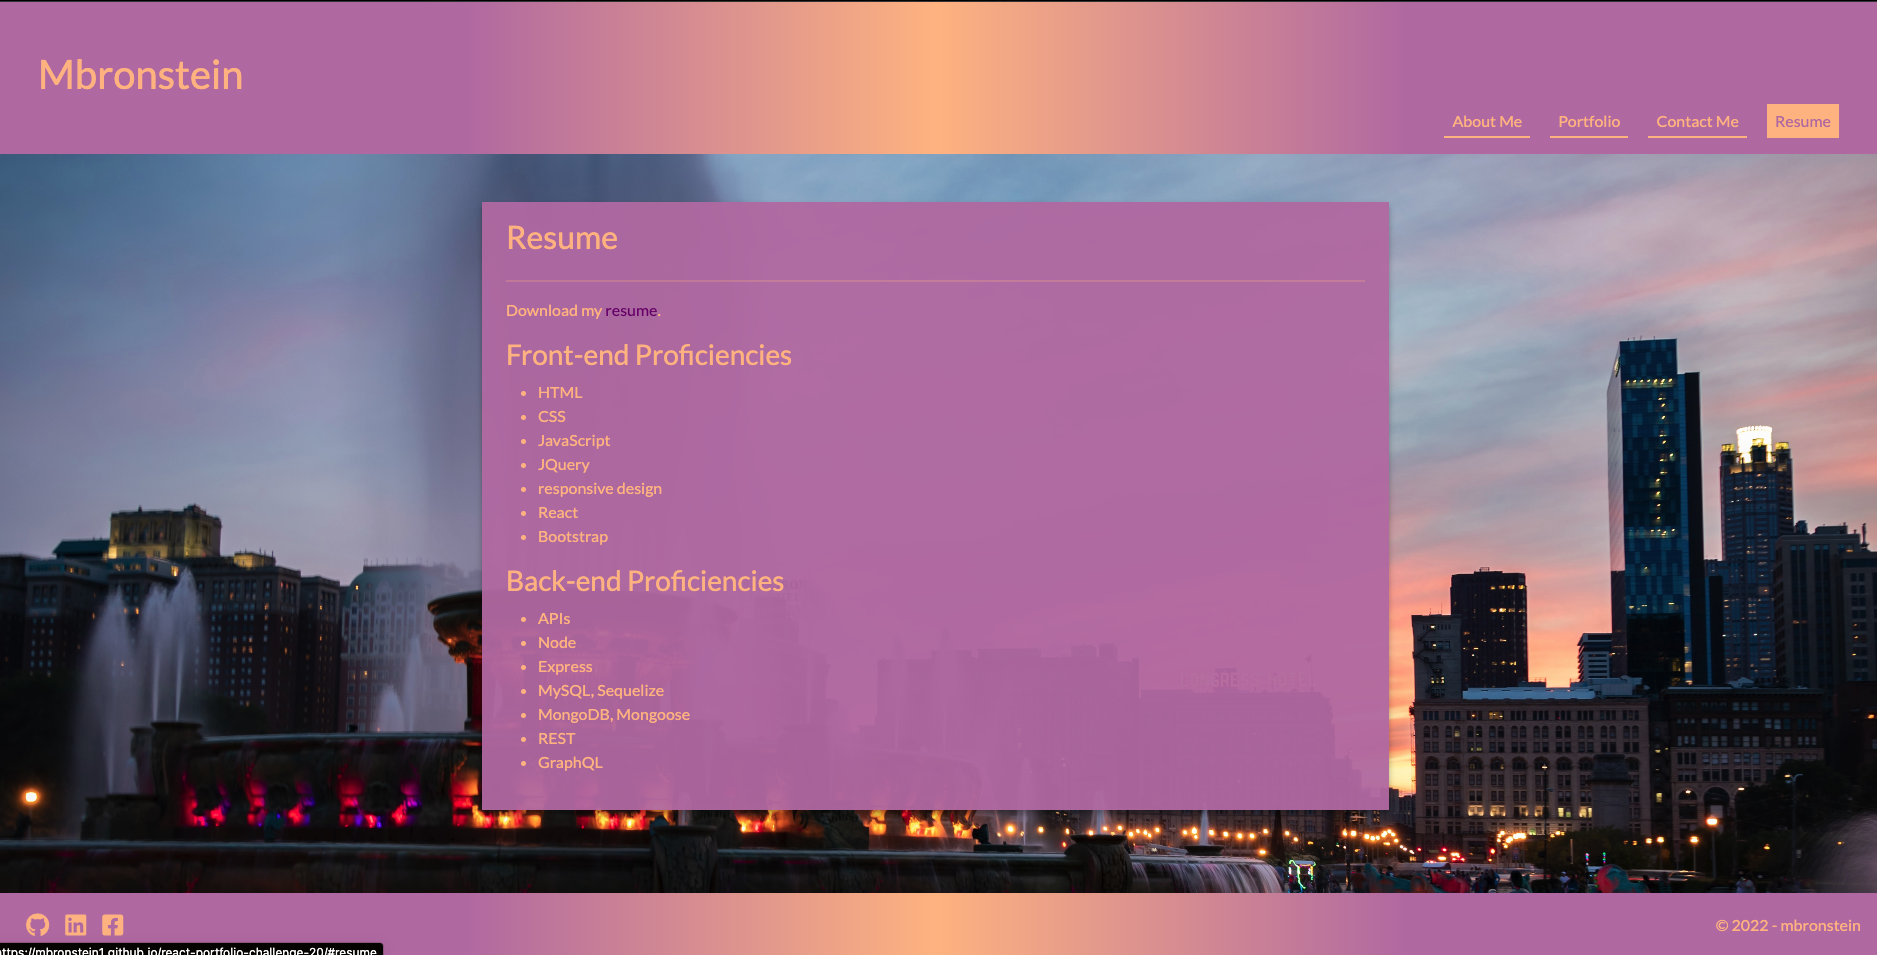 Mbronstein
About Me
Portfolio
Contact Me
Resume
Resume
Download my resume.
Front-end Proficiencies
HTML
CSS
JavaScript
JQuery
responsive design
React
Bootstrap
Back-end Proficiencies
APIs
Node
Express
MySQL, Sequelize
MongoDB, Mongoose
REST
GraphQL
© 2022 - mbronstein
ttps://mbronstein1.github.io/react-portfolio-challenge-20/#resume